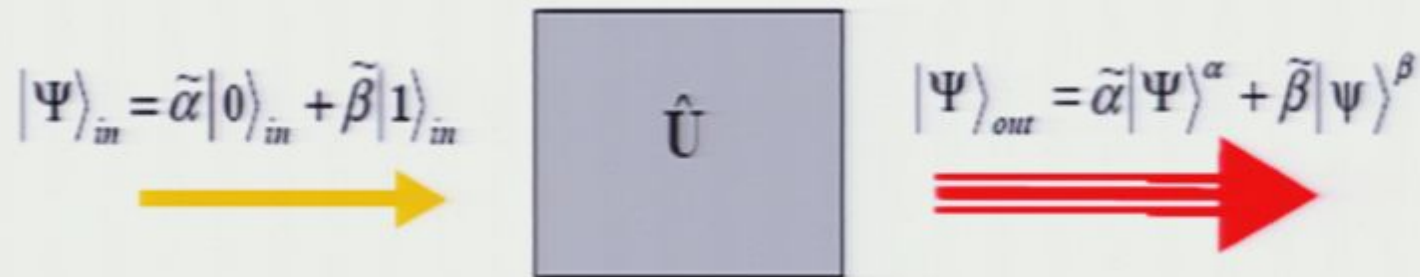 |Ψ⟩_in = α̃|0⟩_in + β̃|1⟩_in
Û
|Ψ⟩_out = α̃|Ψ⟩^α + β̃|ψ⟩^β